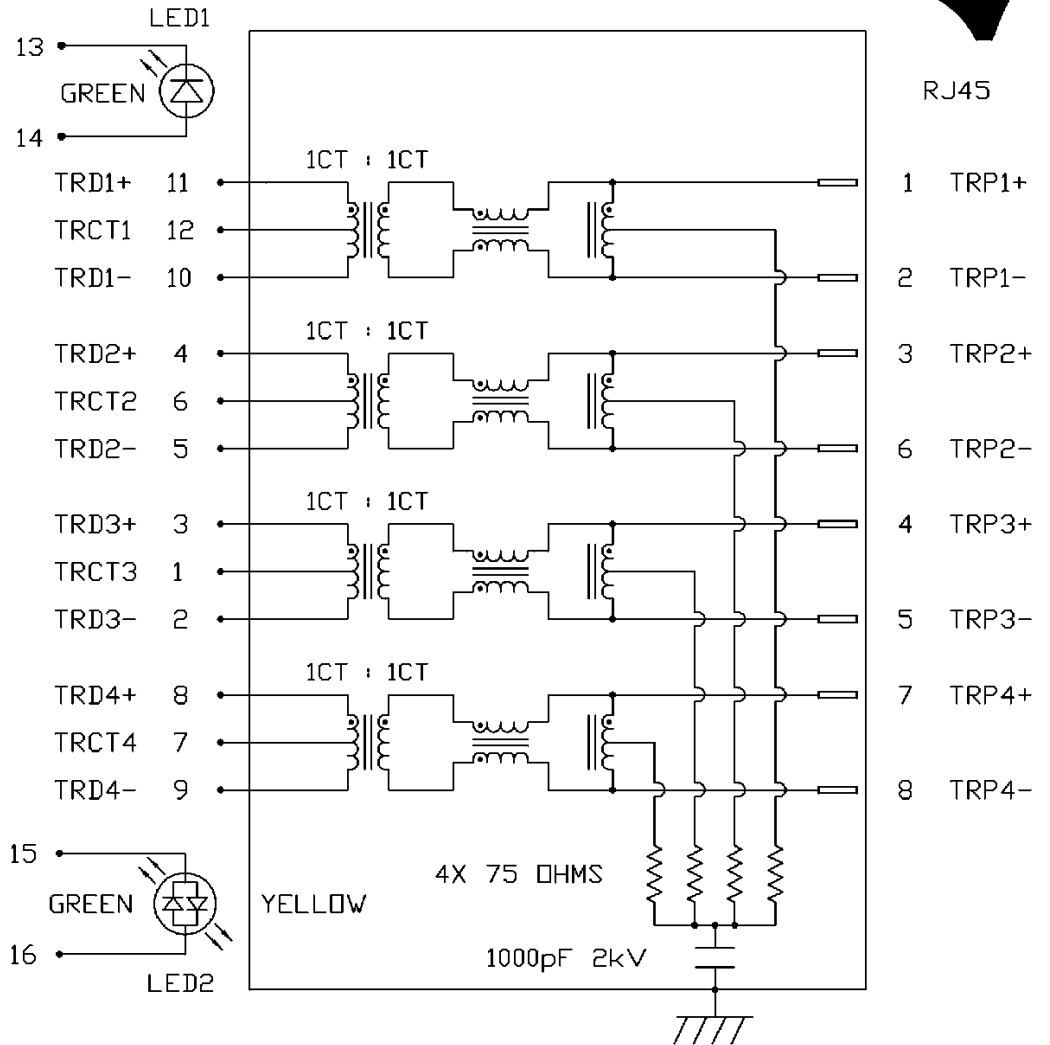 LED1
13
GREEN
RJ45
14
1CT : 1CT
TRD1+ 11 1 TRP1+
TRCT1 12
TRD1- 10 2 TRP1-
1CT : 1CT
TRD2+ 4 3 TRP2+
TRCT2 6
TRD2- 5 6 TRP2-
1CT : 1CT
TRD3+ 3 4 TRP3+
TRCT3 1
TRD3- 2 5 TRP3-
1CT : 1CT
TRD4+ 8 7 TRP4+
TRCT4 7
TRD4- 9 8 TRP4-
15
4X 75 OHMS
GREEN YELLOW
16
1000pF 2kV
LED2